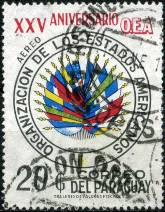 XXV ANIVERSARIO OEA
AEREO
ORGANIZACION DE LOS ESTADOS AMERICANOS
20 ₲ CORREO
DEL PARAGUAY